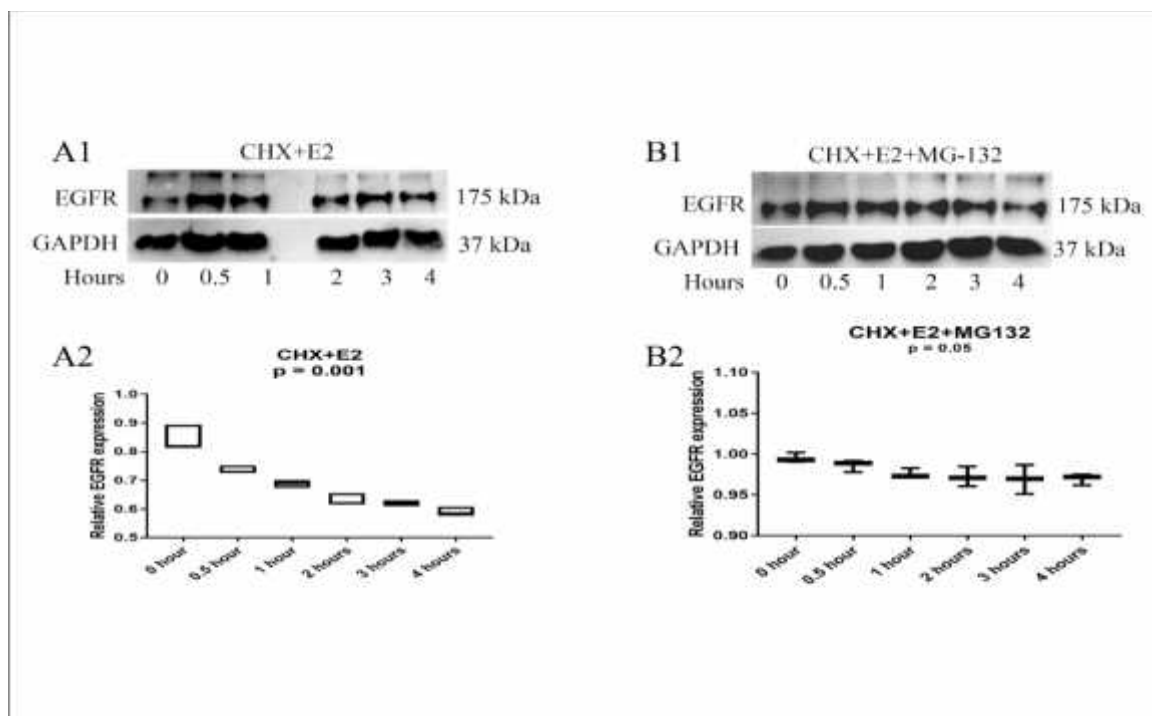 A1
CHX+E2
EGFR 175 kDa
GAPDH 37 kDa
Hours 0 0.5 1 2 3 4
B1
CHX+E2+MG-132
EGFR 175 kDa
GAPDH 37 kDa
Hours 0 0.5 1 2 3 4
A2
CHX+E2
p = 0.001
Relative EGFR expression
1.0
0.9
0.8
0.7
0.6
0.5
0 hour
0.5 hour
1 hour
2 hours
3 hours
4 hours
B2
CHX+E2+MG132
p = 0.05
Relative EGFR expression
1.10
1.05
1.00
0.95
0.90
0 hour
0.5 hour
1 hour
2 hours
3 hours
4 hours